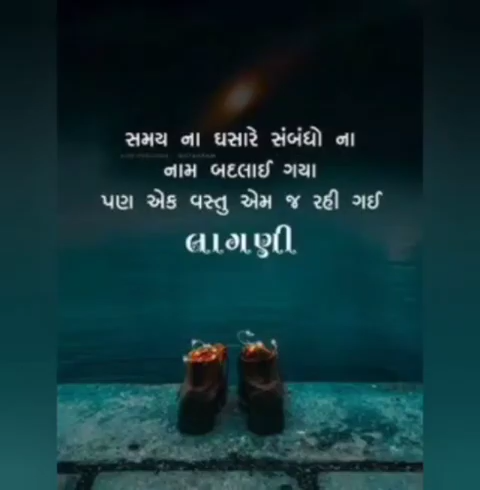 સમય ના ઘસારે સંબંધો ના
નામ બદલાઈ ગયા
પણ એક વસ્તુ એમ જ રહી ગઈ
લાગણી